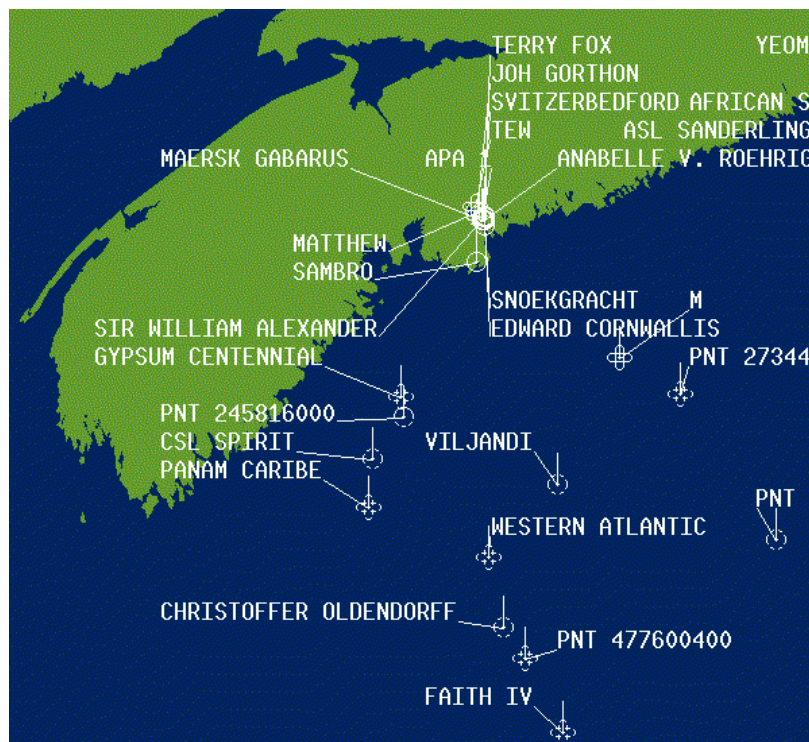 TERRY FOX YEOM
JOH GORTHON
SVITZERBEDFORD AFRICAN S
TEW ASL SANDERLING
MAERSK GABARUS APA ANABELLE V. ROEHRIG
MATTHEW
SAMBRO
SNOEKGRACHT M
SIR WILLIAM ALEXANDER EDWARD CORNWALLIS
GYPSUM CENTENNIAL PNT 27344
PNT 245816000
CSL SPIRIT VILJANDI
PANAM CARIBE
PNT
WESTERN ATLANTIC
CHRISTOFFER OLDENDORFF
PNT 477600400
FAITH IV